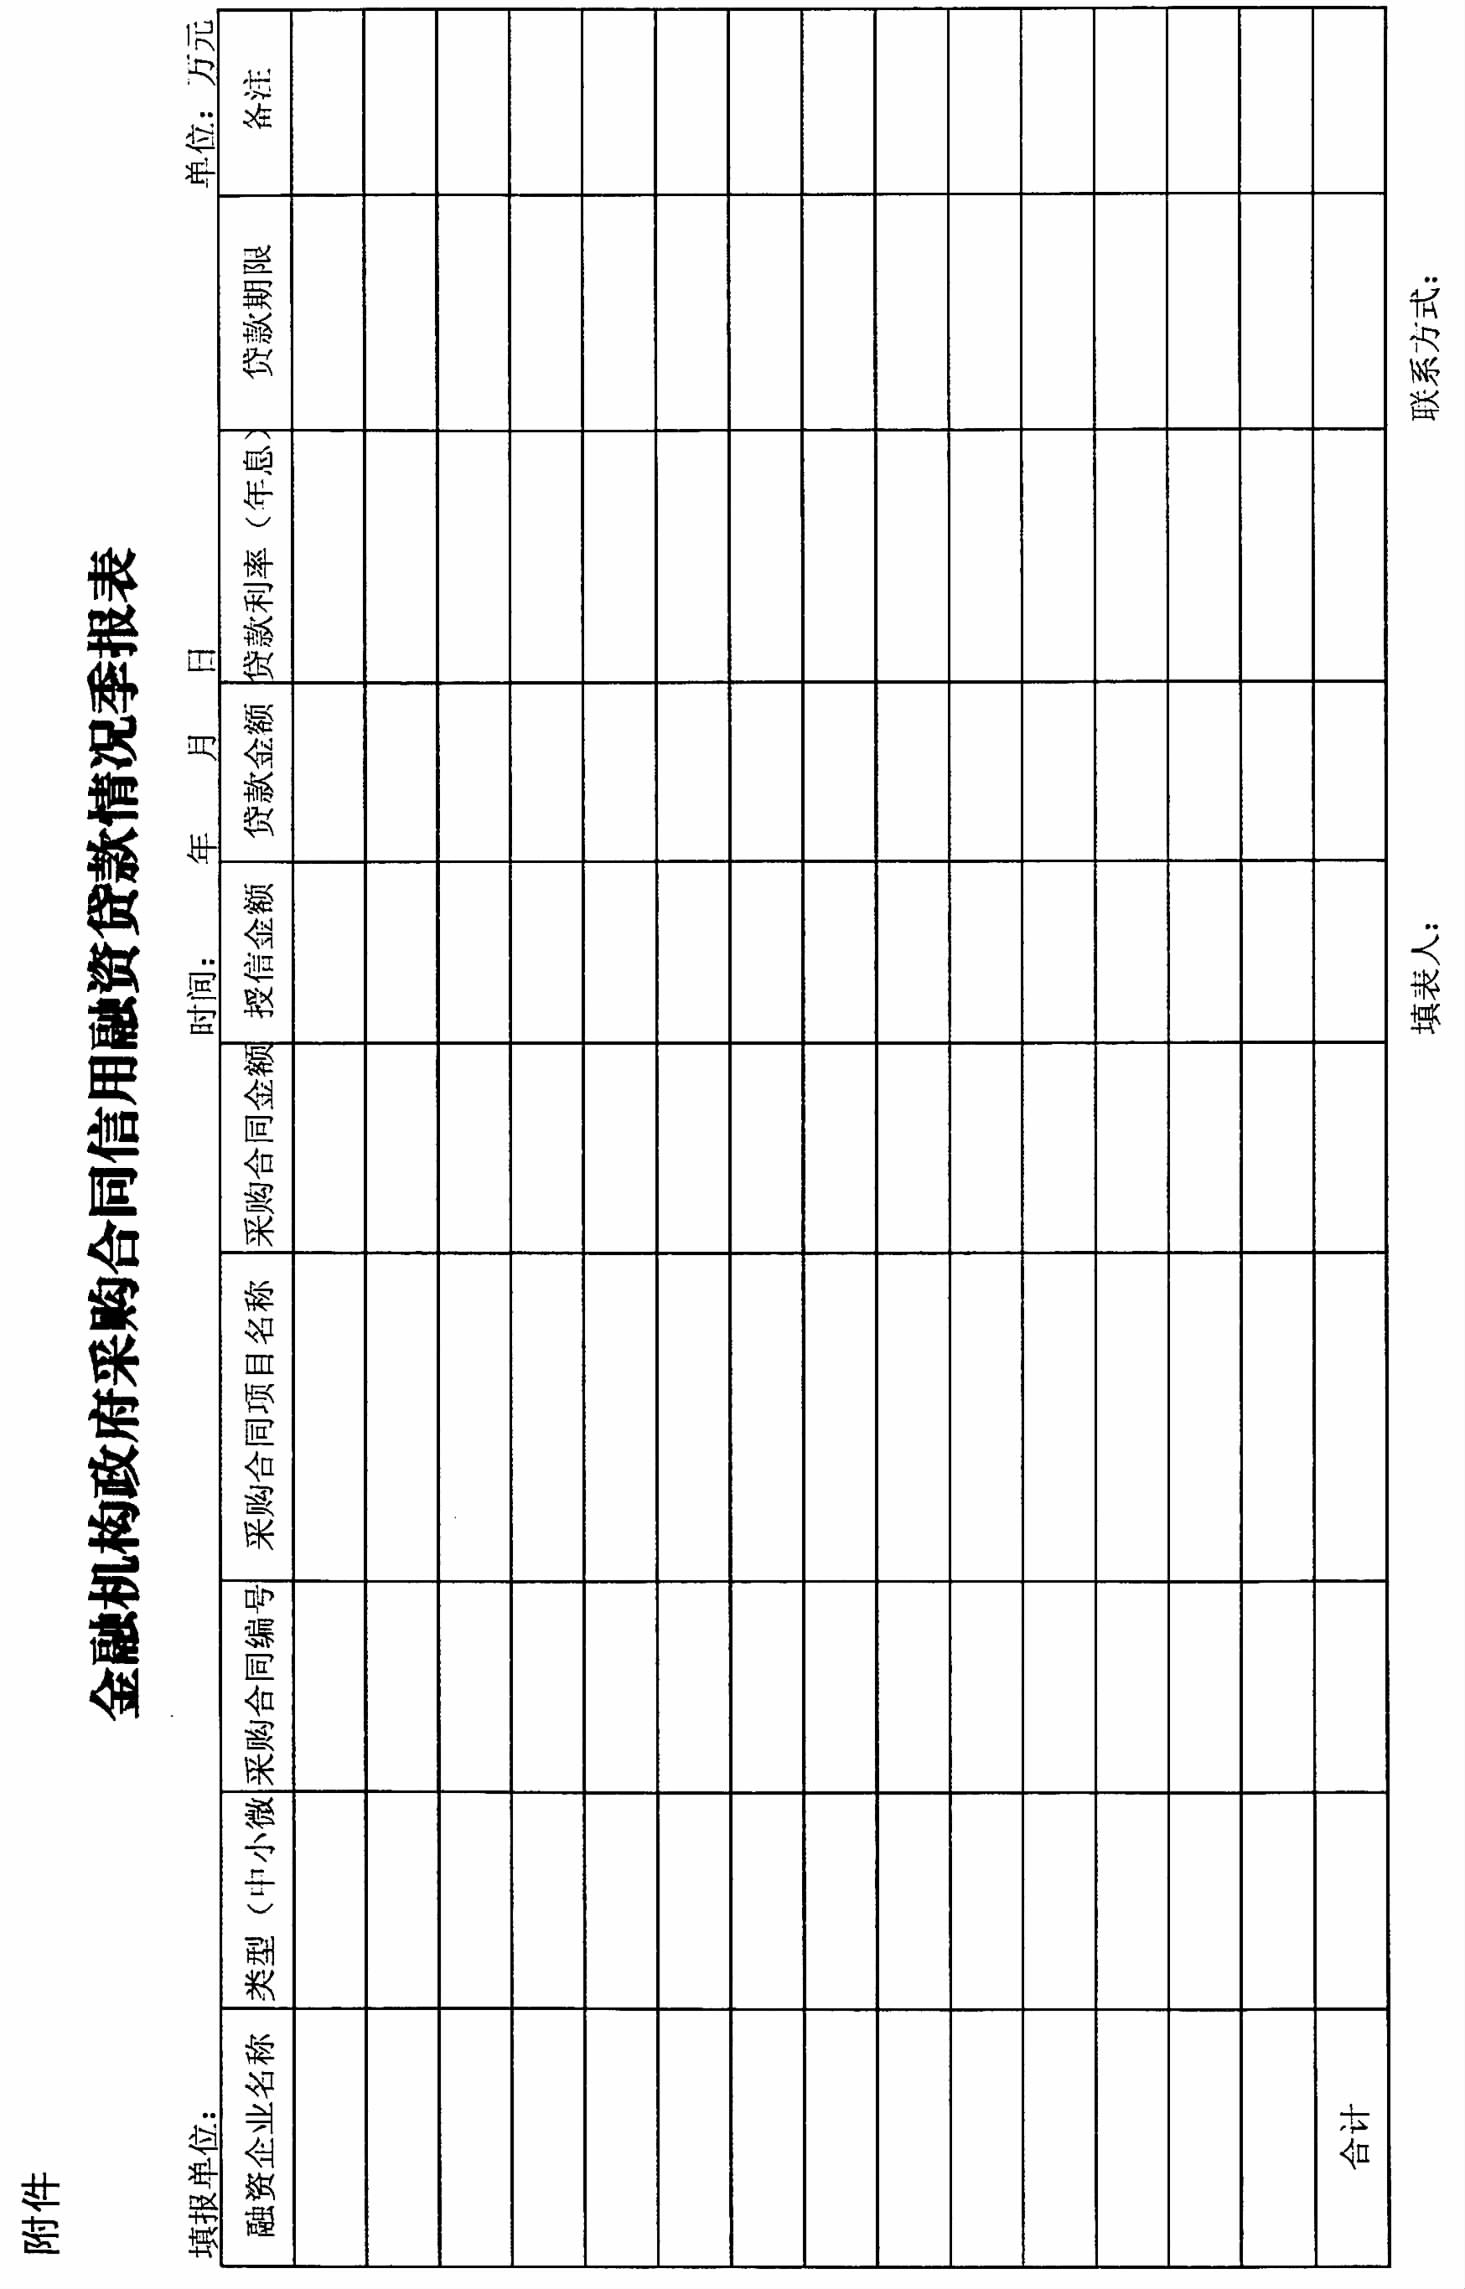 附件
金融机构政府采购合同信用融资贷款情况季报表
填报单位: 时间: 年 月 日 单位: 万元
融资企业名称 类型（中小微 采购合同编号 采购合同项目名称 采购合同金额 授信金额 贷款金额 贷款利率（年息） 贷款期限 备注
合计
填表人: 联系方式: